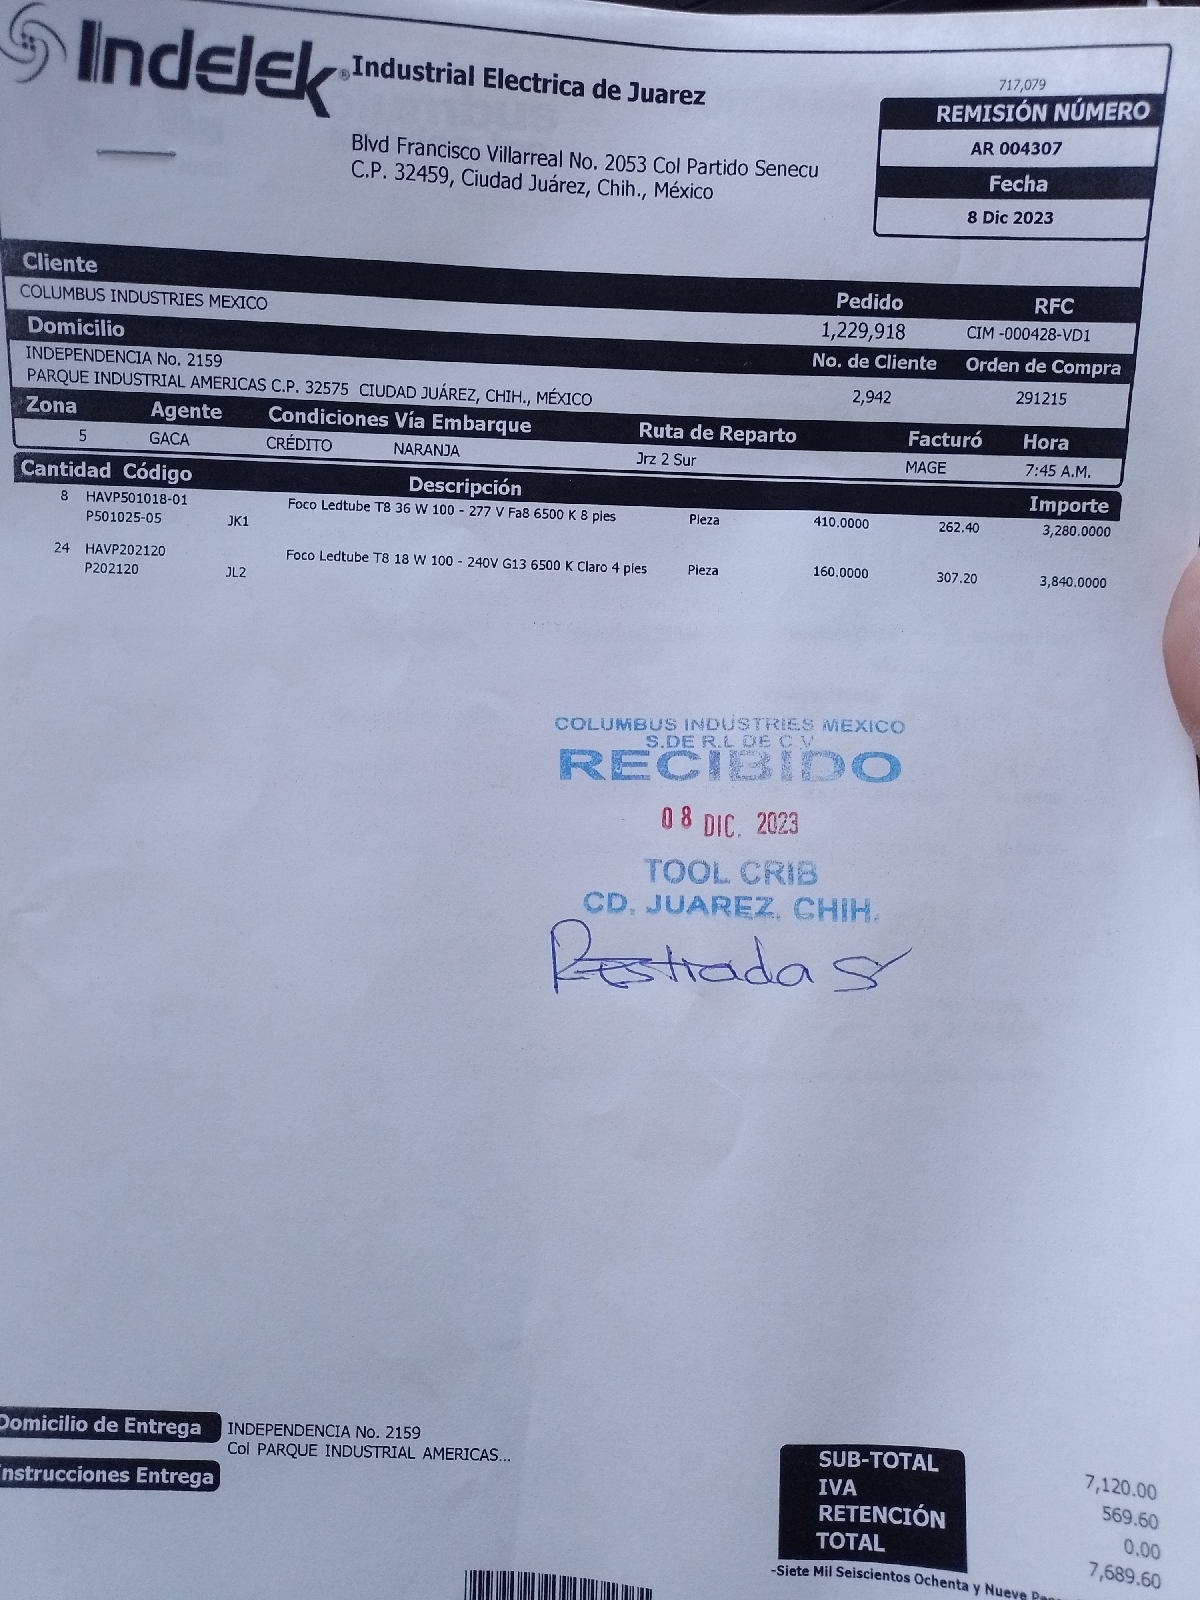 Indelek® Industrial Electrica de Juarez
Blvd Francisco Villarreal No. 2053 Col Partido Senecu
C.P. 32459, Ciudad Juárez, Chih., México
717,079
REMISIÓN NÚMERO
AR 004307
Fecha
8 Dic 2023
Cliente Pedido RFC
COLUMBUS INDUSTRIES MEXICO 1,229,918 CIM -000428-VD1
Domicilio No. de Cliente Orden de Compra
INDEPENDENCIA No. 2159
PARQUE INDUSTRIAL AMERICAS C.P. 32575 CIUDAD JUÁREZ, CHIH., MÉXICO 2,942 291215
Zona Agente Condiciones Vía Embarque Ruta de Reparto Facturó Hora
5 GACA CRÉDITO NARANJA Jrz 2 Sur MAGE 7:45 A.M.
Cantidad Código Descripción Importe
8 HAVP501018-01 Foco Ledtube T8 36 W 100 - 277 V Fa8 6500 K 8 pies Pieza 410.0000 262.40 3,280.0000
P501025-05 JK1
24 HAVP202120 Foco Ledtube T8 18 W 100 - 240V G13 6500 K Claro 4 pies Pieza 160.0000 307.20 3,840.0000
P202120 JL2
COLUMBUS INDUSTRIES MEXICO
S.DE R.L DE C.V
RECIBIDO
08 DIC. 2023
TOOL CRIB
CD. JUAREZ, CHIH.
REstrada S
Domicilio de Entrega INDEPENDENCIA No. 2159
Col PARQUE INDUSTRIAL AMERICAS...
Instrucciones Entrega
SUB-TOTAL 7,120.00
IVA 569.60
RETENCIÓN 0.00
TOTAL 7,689.60
-Siete Mil Seiscientos Ochenta y Nueve